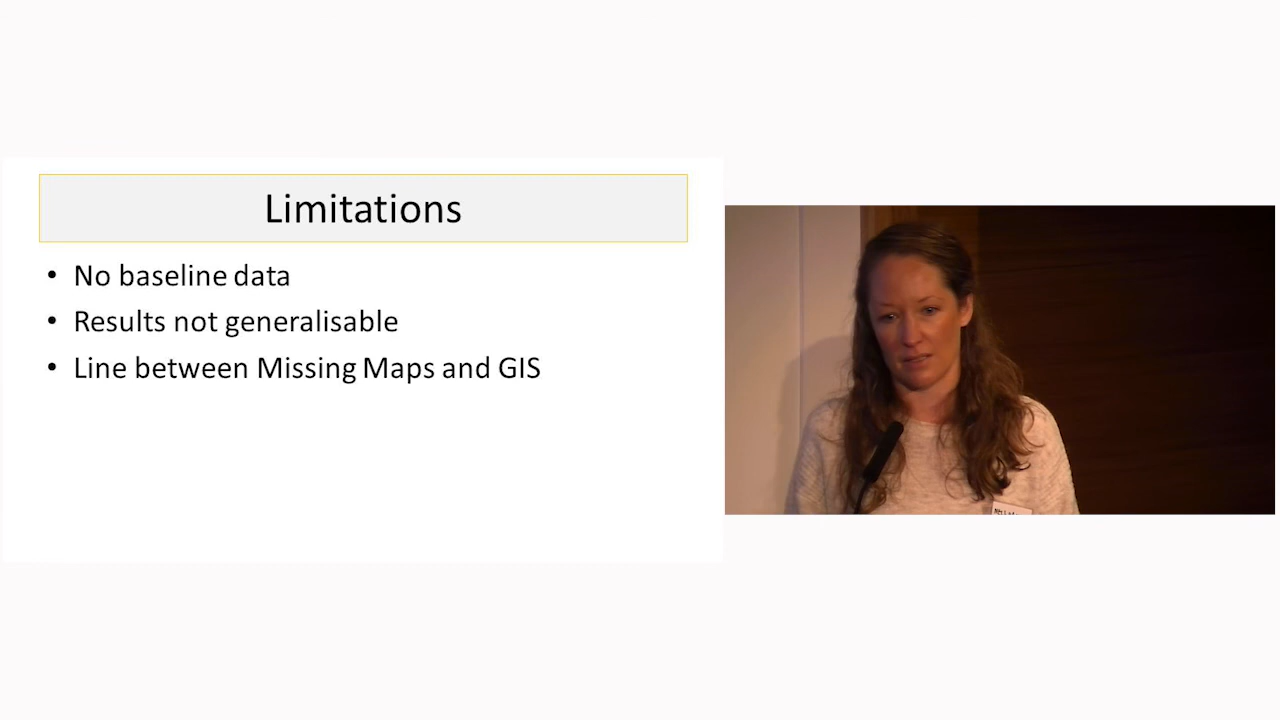 Limitations
• No baseline data
• Results not generalisable
• Line between Missing Maps and GIS